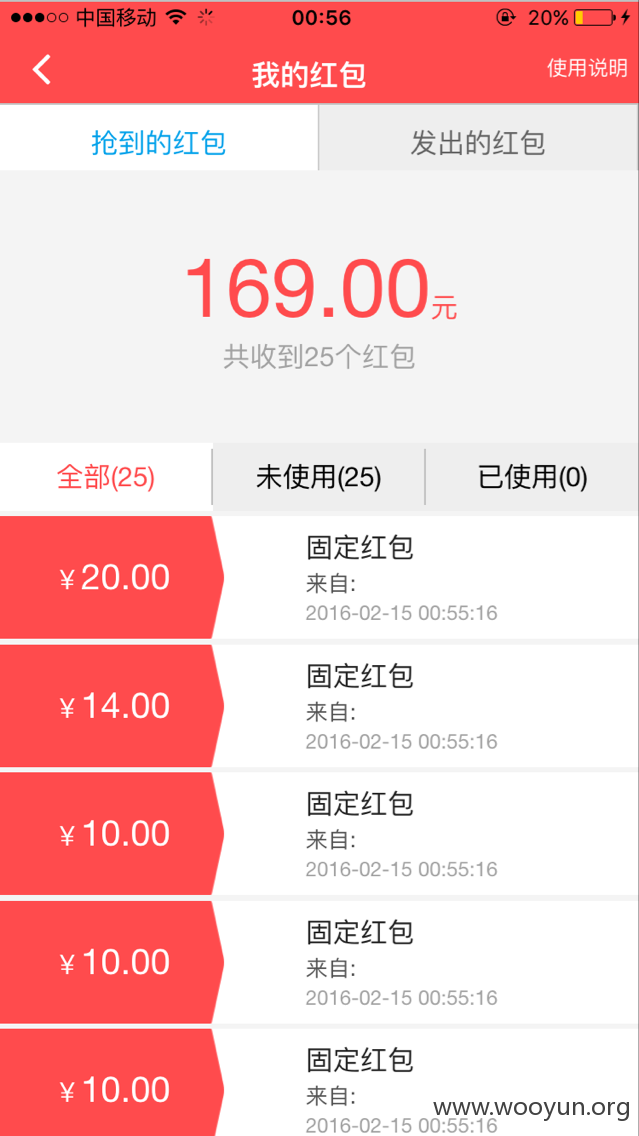 中国移动 00:56 20%
我的红包 使用说明
抢到的红包 发出的红包
169.00元
共收到25个红包
全部(25) 未使用(25) 已使用(0)
¥20.00 固定红包
来自:
2016-02-15 00:55:16
¥14.00 固定红包
来自:
2016-02-15 00:55:16
¥10.00 固定红包
来自:
2016-02-15 00:55:16
¥10.00 固定红包
来自:
2016-02-15 00:55:16
¥10.00 固定红包
来自:
2016-02-15 00:55:16
www.wooyun.org